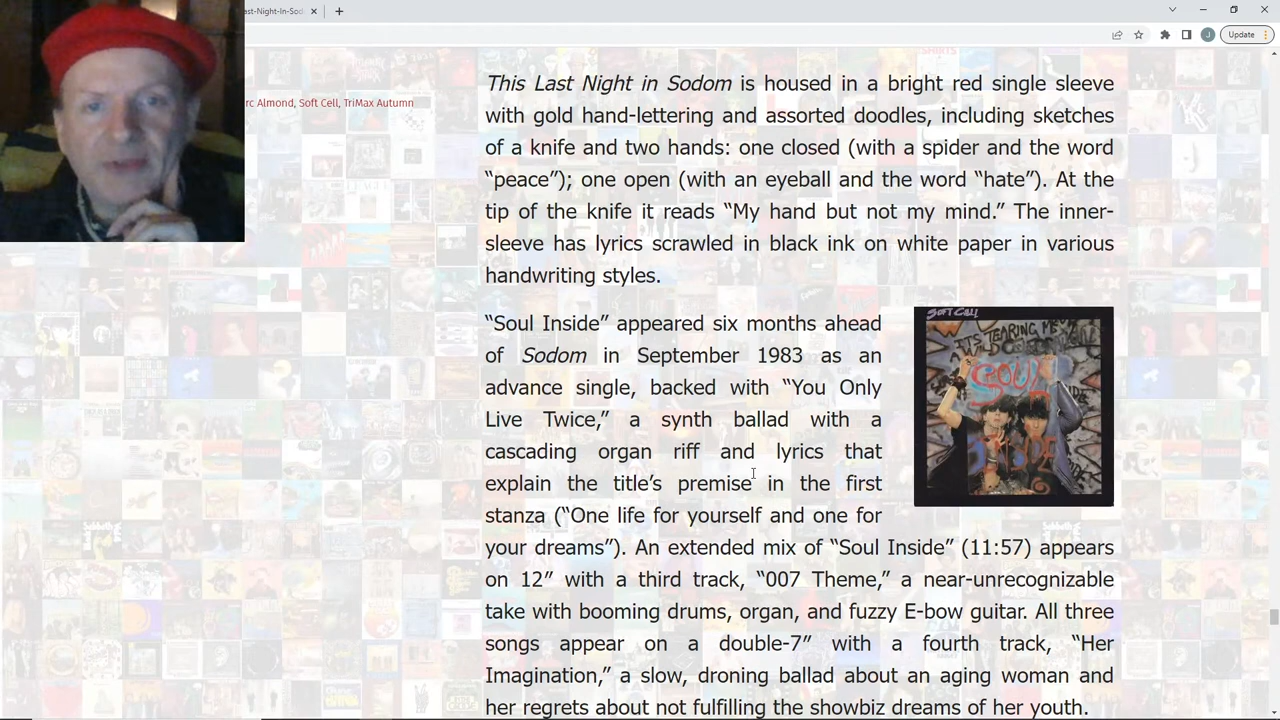 ast-Night-In-Sod
Update
This Last Night in Sodom is housed in a bright red single sleeve
rc Almond, Soft Cell, TriMax Autumn
with gold hand-lettering and assorted doodles, including sketches
of a knife and two hands: one closed (with a spider and the word
“peace”); one open (with an eyeball and the word “hate”). At the
tip of the knife it reads “My hand but not my mind.” The inner-
sleeve has lyrics scrawled in black ink on white paper in various
handwriting styles.
“Soul Inside” appeared six months ahead
of Sodom in September 1983 as an
advance single, backed with “You Only
Live Twice,” a synth ballad with a
cascading organ riff and lyrics that
explain the title’s premise in the first
stanza (“One life for yourself and one for
your dreams”). An extended mix of “Soul Inside” (11:57) appears
on 12″ with a third track, “007 Theme,” a near-unrecognizable
take with booming drums, organ, and fuzzy E-bow guitar. All three
songs appear on a double-7″ with a fourth track, “Her
Imagination,” a slow, droning ballad about an aging woman and
her regrets about not fulfilling the showbiz dreams of her youth.
SOFT CELL!
ITS TEARING ME
SOUL
INSIDE